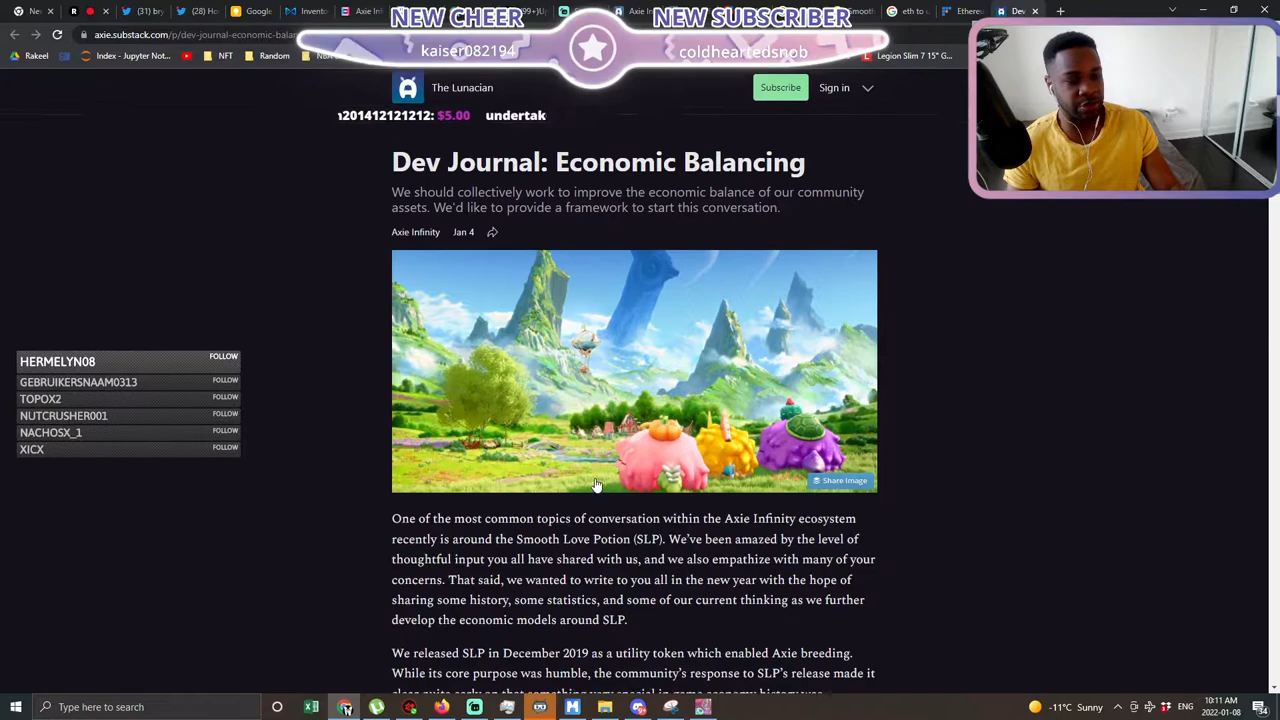 NEW CHEER
NEW SUBSCRIBER
kaiser082194
coldheartedsnob
Raked
NFT
Random
Colex - Jupyter Not...
Legion Slim 7 15" G...
.com/p/dev-journal-economic-bala
The Lunacian
Subscribe
Sign in
201412121212: $5.00 undertak
Dev Journal: Economic Balancing
We should collectively work to improve the economic balance of our community
assets. We'd like to provide a framework to start this conversation.
Axie Infinity Jan 4
HERMELYN08 FOLLOW
GEBRUIKERSNAAM0313 FOLLOW
TOPOX2 FOLLOW
NUTCRUSHER001 FOLLOW
NACHOSX_1 FOLLOW
XICX FOLLOW
Share Image
One of the most common topics of conversation within the Axie Infinity ecosystem
recently is around the Smooth Love Potion (SLP). We've been amazed by the level of
thoughtful input you all have shared with us, and we also empathize with many of your
concerns. That said, we wanted to write to you all in the new year with the hope of
sharing some history, some statistics, and some of our current thinking as we further
develop the economic models around SLP.
We released SLP in December 2019 as a utility token which enabled Axie breeding.
While its core purpose was humble, the community's response to SLP's release made it
Type here to search
-11°C Sunny
10:11 AM
2022-01-08